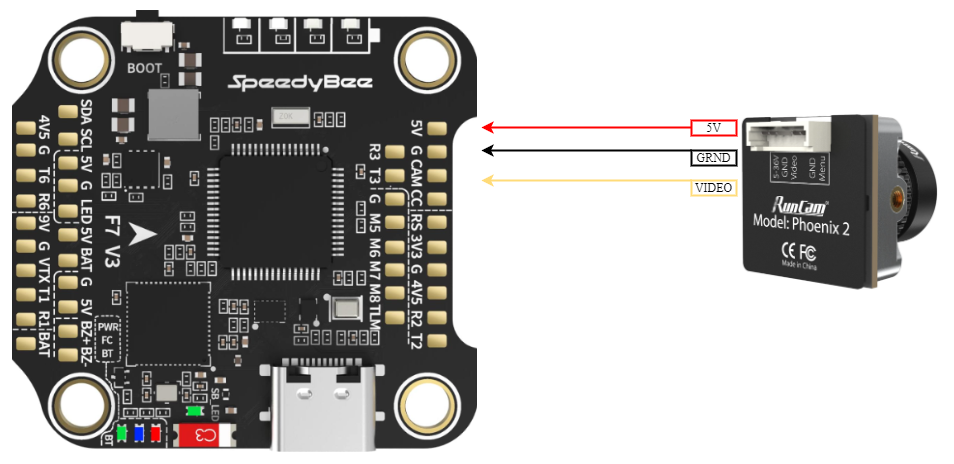 BOOT
SPEEDYBEE
SDA
SCL
5V
G
LED
5V
BAT
G
5V
BZ+
BZ-
4V5
G
T6
R6
9V
G
VTX
T1
R1
BAT
F7 V3
PWR
FC
BT
BT
SB LED
C3
5V
G
CAM
CC
RS
3V3
G
4V5
R2
T2
R3
T3
G
M5
M6
M7
M8
TLM
5V
GRND
VIDEO
5-36V
GND
Video
GND
Menu
RunCam
Model: Phoenix 2
CE FC
Made in China